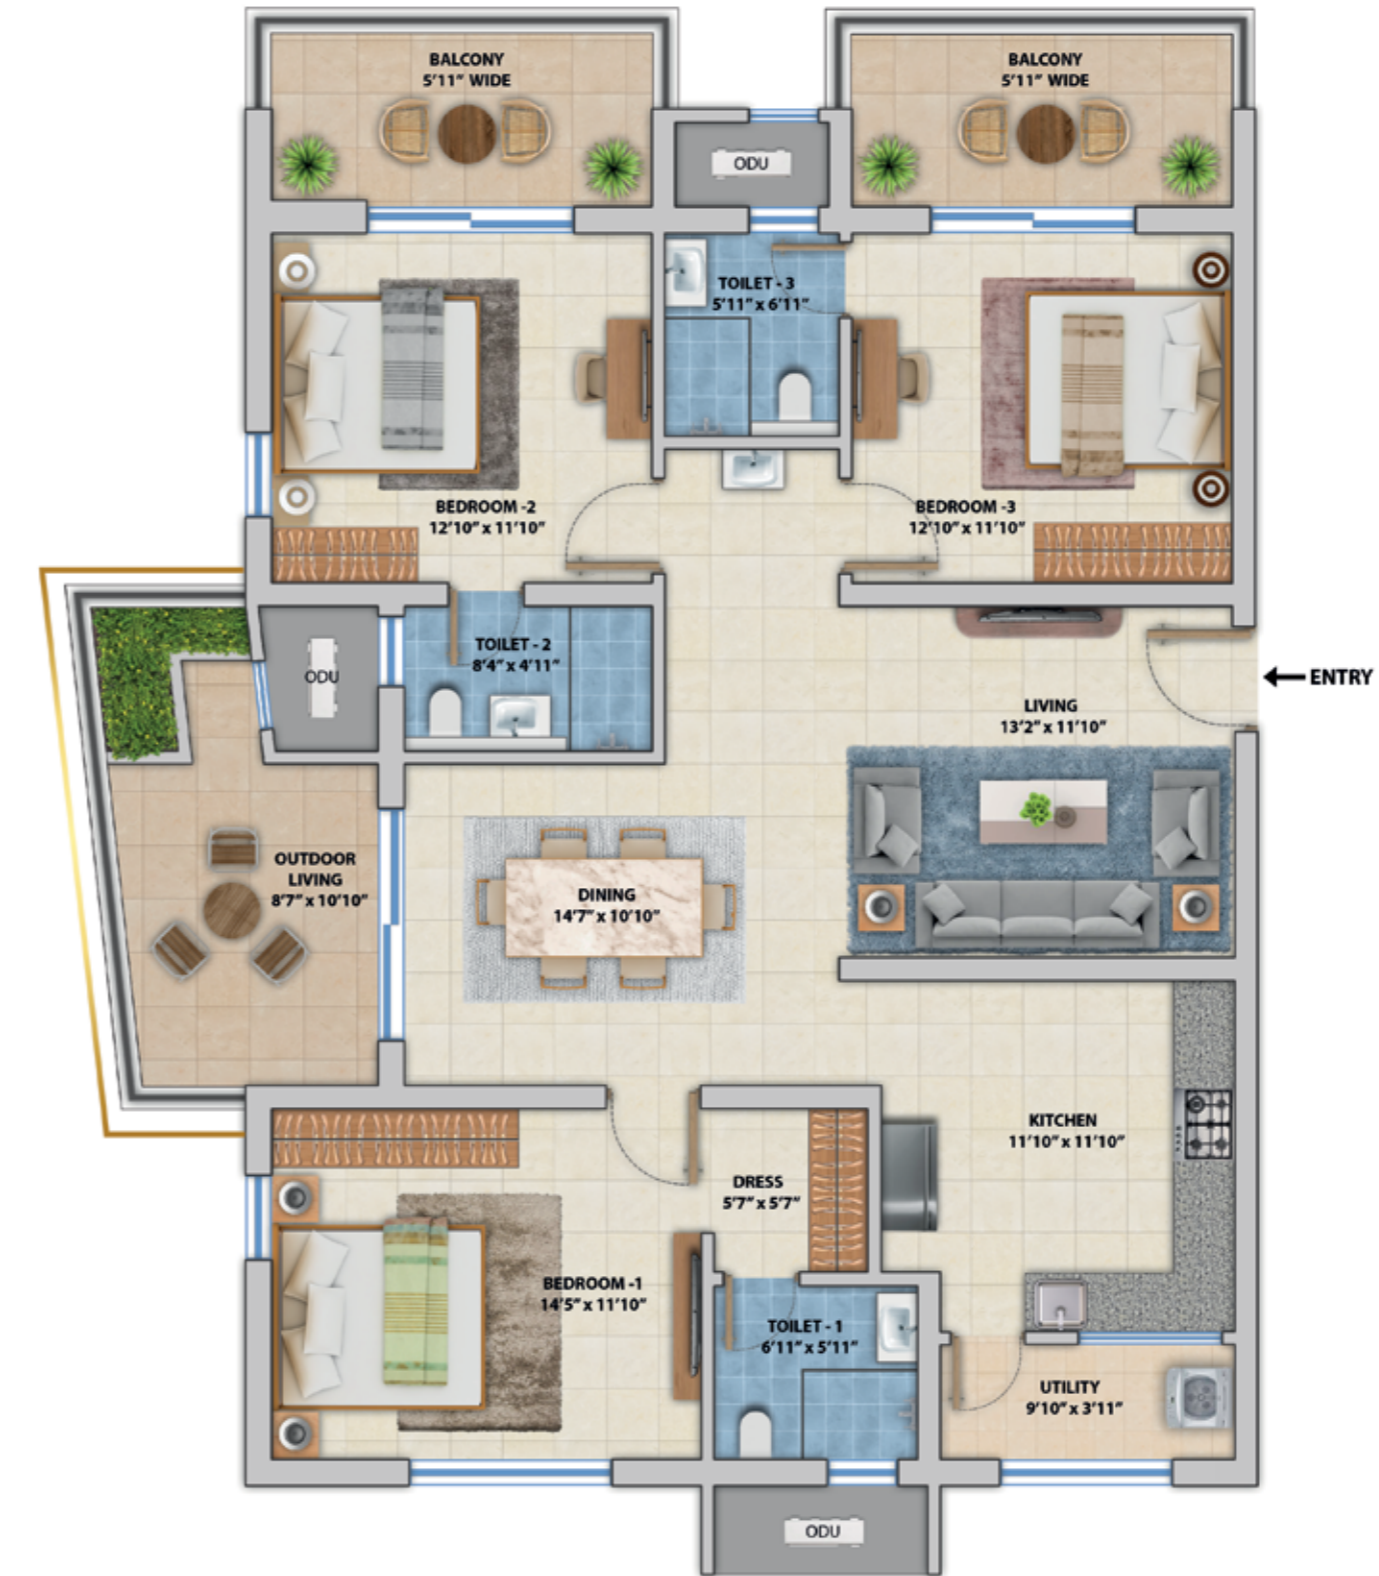 BALCONY
5'11" WIDE
BALCONY
5'11" WIDE
ODU
TOILET - 3
5'11" x 6'11"
BEDROOM -2
12'10" x 11'10"
BEDROOM -3
12'10" x 11'10"
TOILET - 2
8'4" x 4'11"
ODU
ENTRY
LIVING
13'2" x 11'10"
OUTDOOR
LIVING
8'7" x 10'10"
DINING
14'7" x 10'10"
KITCHEN
11'10" x 11'10"
DRESS
5'7" x 5'7"
BEDROOM -1
14'5" x 11'10"
TOILET - 1
6'11" x 5'11"
UTILITY
9'10" x 3'11"
ODU